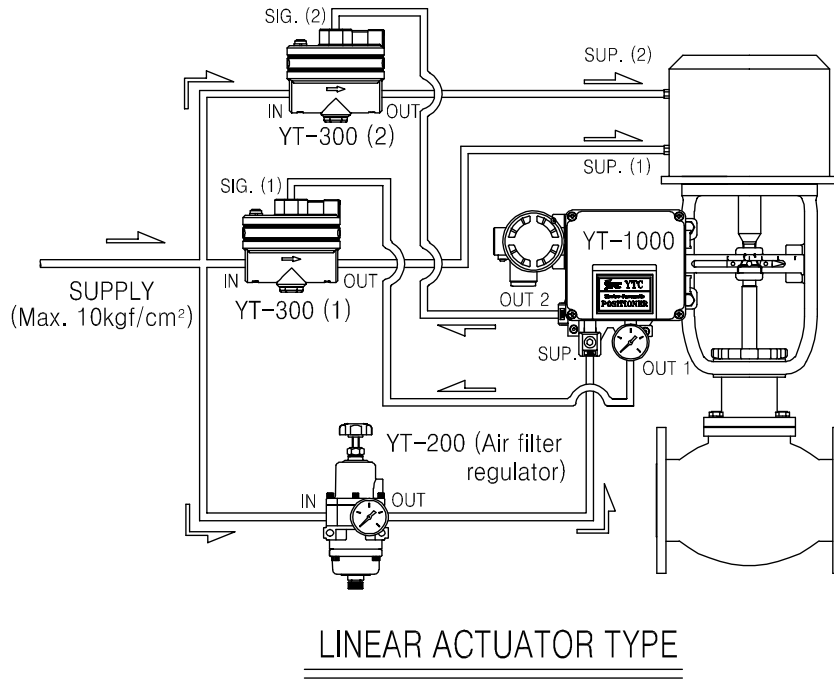 SIG. (2)
SUP. (2)
IN
OUT
YT-300 (2)
SIG. (1)
SUP. (1)
YT-1000
SUPPLY
(Max. 10kgf/cm²)
IN
OUT
YT-300 (1)
OUT 2
YTC
POSITIONER
SUP.
OUT 1
YT-200 (Air filter
regulator)
IN
OUT
LINEAR ACTUATOR TYPE